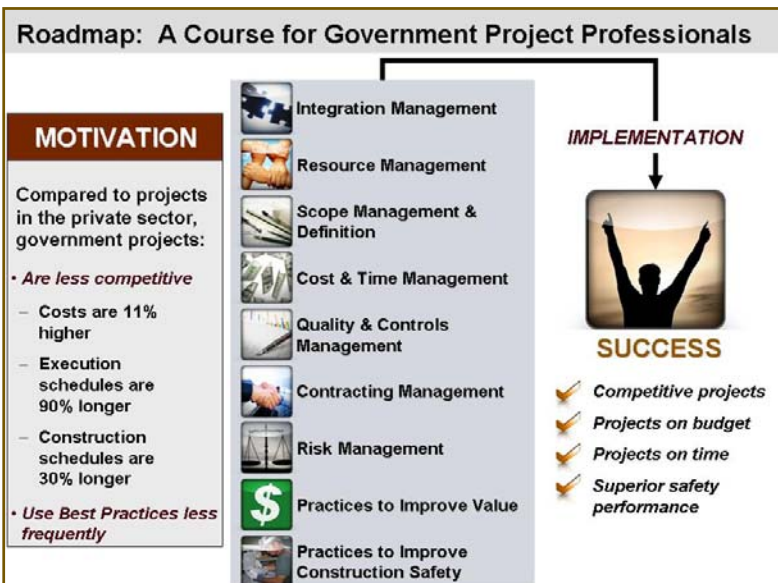 Roadmap:  A Course for Government Project Professionals
MOTIVATION
Compared to projects
in the private sector,
government projects:
• Are less competitive
– Costs are 11%
higher
– Execution
schedules are
90% longer
– Construction
schedules are
30% longer
• Use Best Practices less
frequently
Integration Management
Resource Management
Scope Management &
Definition
Cost & Time Management
Quality & Controls
Management
Contracting Management
Risk Management
$
Practices to Improve Value
Practices to Improve
Construction Safety
IMPLEMENTATION
SUCCESS
Competitive projects
Projects on budget
Projects on time
Superior safety
performance